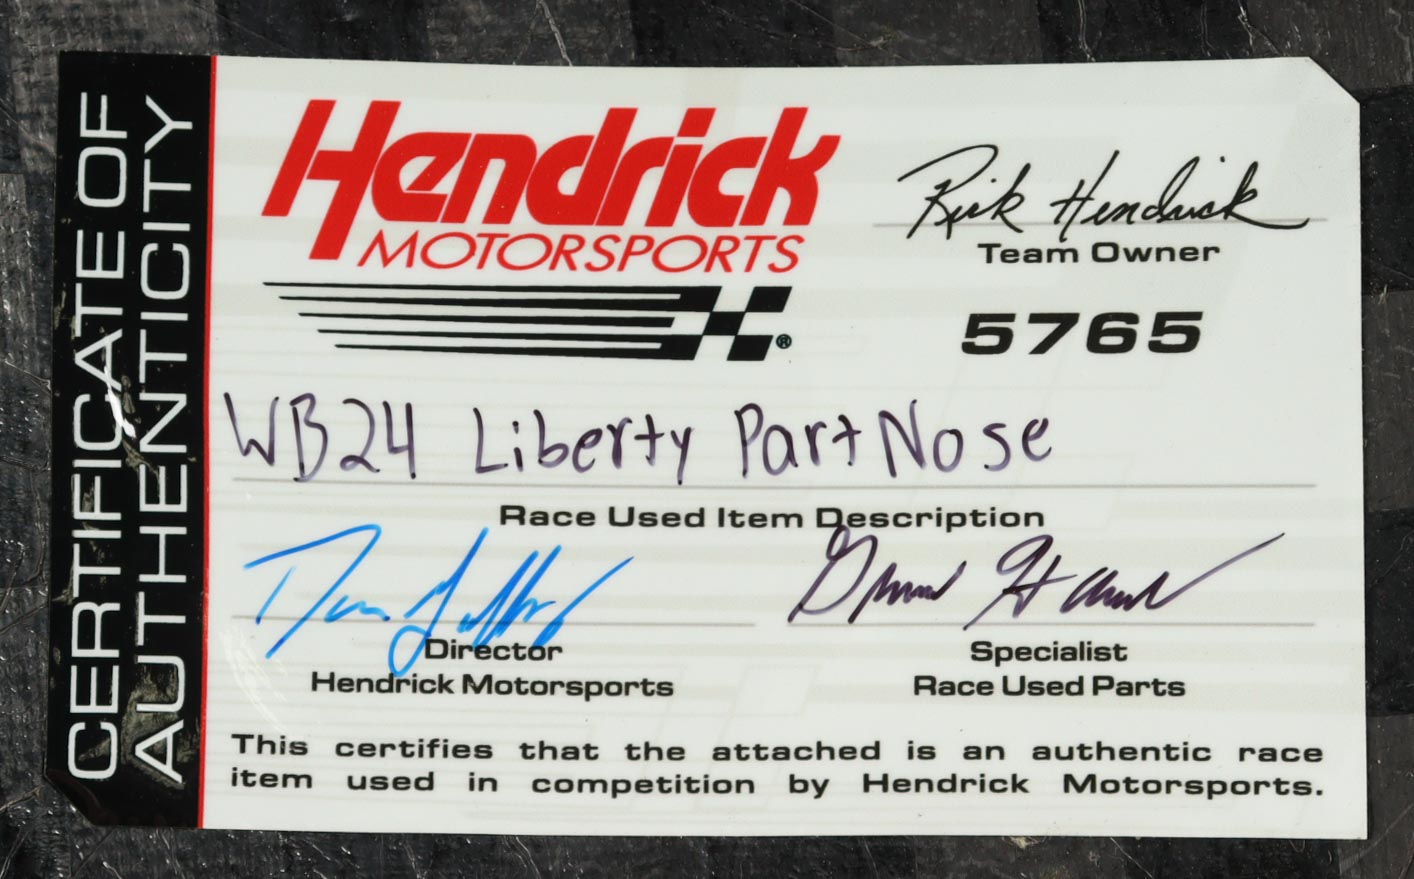 CERTIFICATE OF
AUTHENTICITY
Hendrick
MOTORSPORTS
®
Rick Hendrick
Team Owner
5765
WB24 Liberty Part Nose
Race Used Item Description
Director
Hendrick Motorsports
Specialist
Race Used Parts
This certifies that the attached is an authentic race
item used in competition by Hendrick Motorsports.